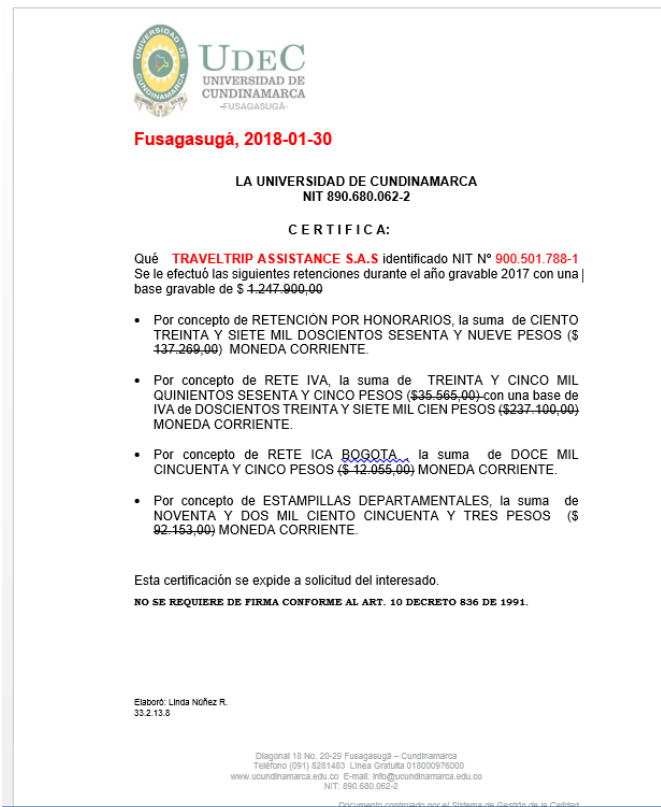 UNIVERSIDAD DE
CUNDINAMARCA
UDEC
UNIVERSIDAD DE
CUNDINAMARCA
-FUSAGASUGÁ-
Fusagasugá, 2018-01-30
LA UNIVERSIDAD DE CUNDINAMARCA
NIT 890.680.062-2
C E R T I F I C A:
Qué TRAVELTRIP ASSISTANCE S.A.S identificado NIT Nº 900.501.788-1
Se le efectuó las siguientes retenciones durante el año gravable 2017 con una
base gravable de $ 1.247.900,00
• Por concepto de RETENCIÓN POR HONORARIOS, la suma de CIENTO
TREINTA Y SIETE MIL DOSCIENTOS SESENTA Y NUEVE PESOS ($
137.269,00) MONEDA CORRIENTE.
• Por concepto de RETE IVA, la suma de TREINTA Y CINCO MIL
QUINIENTOS SESENTA Y CINCO PESOS ($35.565,00) con una base de
IVA de DOSCIENTOS TREINTA Y SIETE MIL CIEN PESOS ($237.100,00)
MONEDA CORRIENTE.
• Por concepto de RETE ICA BOGOTA , la suma de DOCE MIL
CINCUENTA Y CINCO PESOS ($ 12.055,00) MONEDA CORRIENTE.
• Por concepto de ESTAMPILLAS DEPARTAMENTALES, la suma de
NOVENTA Y DOS MIL CIENTO CINCUENTA Y TRES PESOS ($
92.153,00) MONEDA CORRIENTE.
Esta certificación se expide a solicitud del interesado.
NO SE REQUIERE DE FIRMA CONFORME AL ART. 10 DECRETO 836 DE 1991.
Elaboró: Linda Núñez R.
33.2.13.8
Diagonal 18 No. 20-29 Fusagasugá – Cundinamarca
Teléfono (091) 8281483 Línea Gratuita 018000976000
www.ucundinamarca.edu.co E-mail: info@ucundinamarca.edu.co
NIT: 890.680.062-2
Documento controlado por el Sistema de Gestión de la Calidad